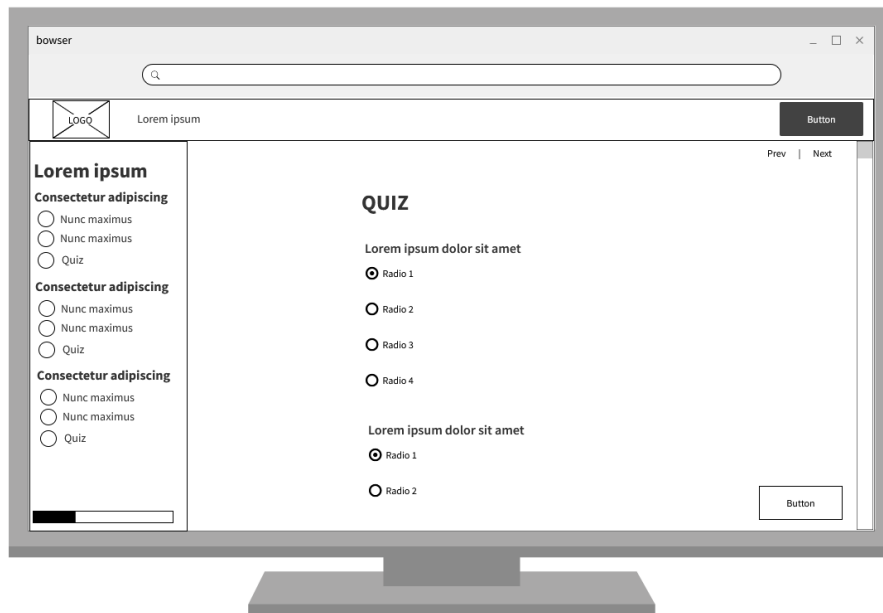 bowser
LOGO
Lorem ipsum
Button
Prev | Next
Lorem ipsum
Consectetur adipiscing
Nunc maximus
Nunc maximus
Quiz
Consectetur adipiscing
Nunc maximus
Nunc maximus
Quiz
Consectetur adipiscing
Nunc maximus
Nunc maximus
Quiz
QUIZ
Lorem ipsum dolor sit amet
Radio 1
Radio 2
Radio 3
Radio 4
Lorem ipsum dolor sit amet
Radio 1
Radio 2
Button